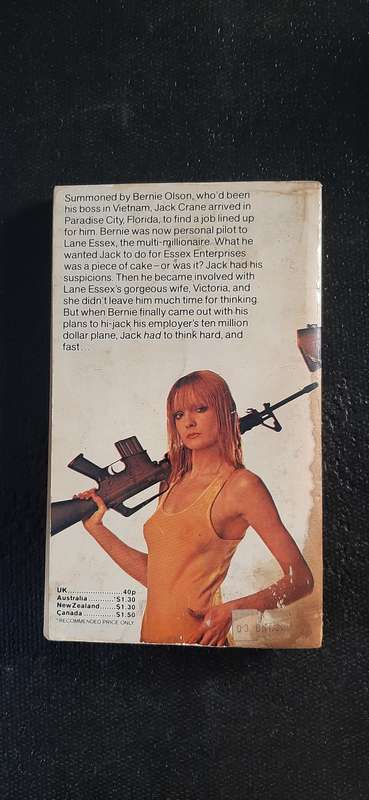 Summoned by Bernie Olson, who'd been
his boss in Vietnam, Jack Crane arrived in
Paradise City, Florida, to find a job lined up
for him. Bernie was now personal pilot to
Lane Essex, the multi-millionaire. What he
wanted Jack to do for Essex Enterprises
was a piece of cake – or was it? Jack had his
suspicions. Then he became involved with
Lane Essex's gorgeous wife, Victoria, and
she didn't leave him much time for thinking.
But when Bernie finally came out with his
plans to hi-jack his employer's ten million
dollar plane, Jack had to think hard, and
fast...
UK......................40p
Australia..........*$1.30
New Zealand......$1.30
Canada..............$1.50
*RECOMMENDED PRICE ONLY